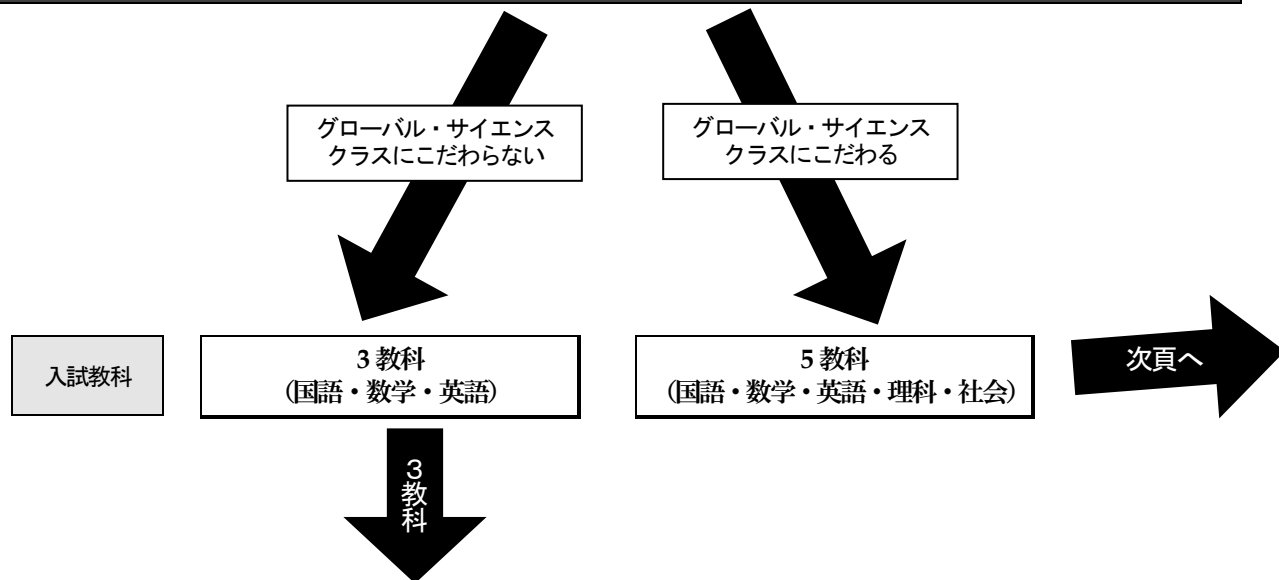 グローバル・サイエンス
クラスにこだわらない
グローバル・サイエンス
クラスにこだわる
入試教科
3 教科
(国語・数学・英語)
5 教科
(国語・数学・英語・理科・社会)
次頁へ
3教科